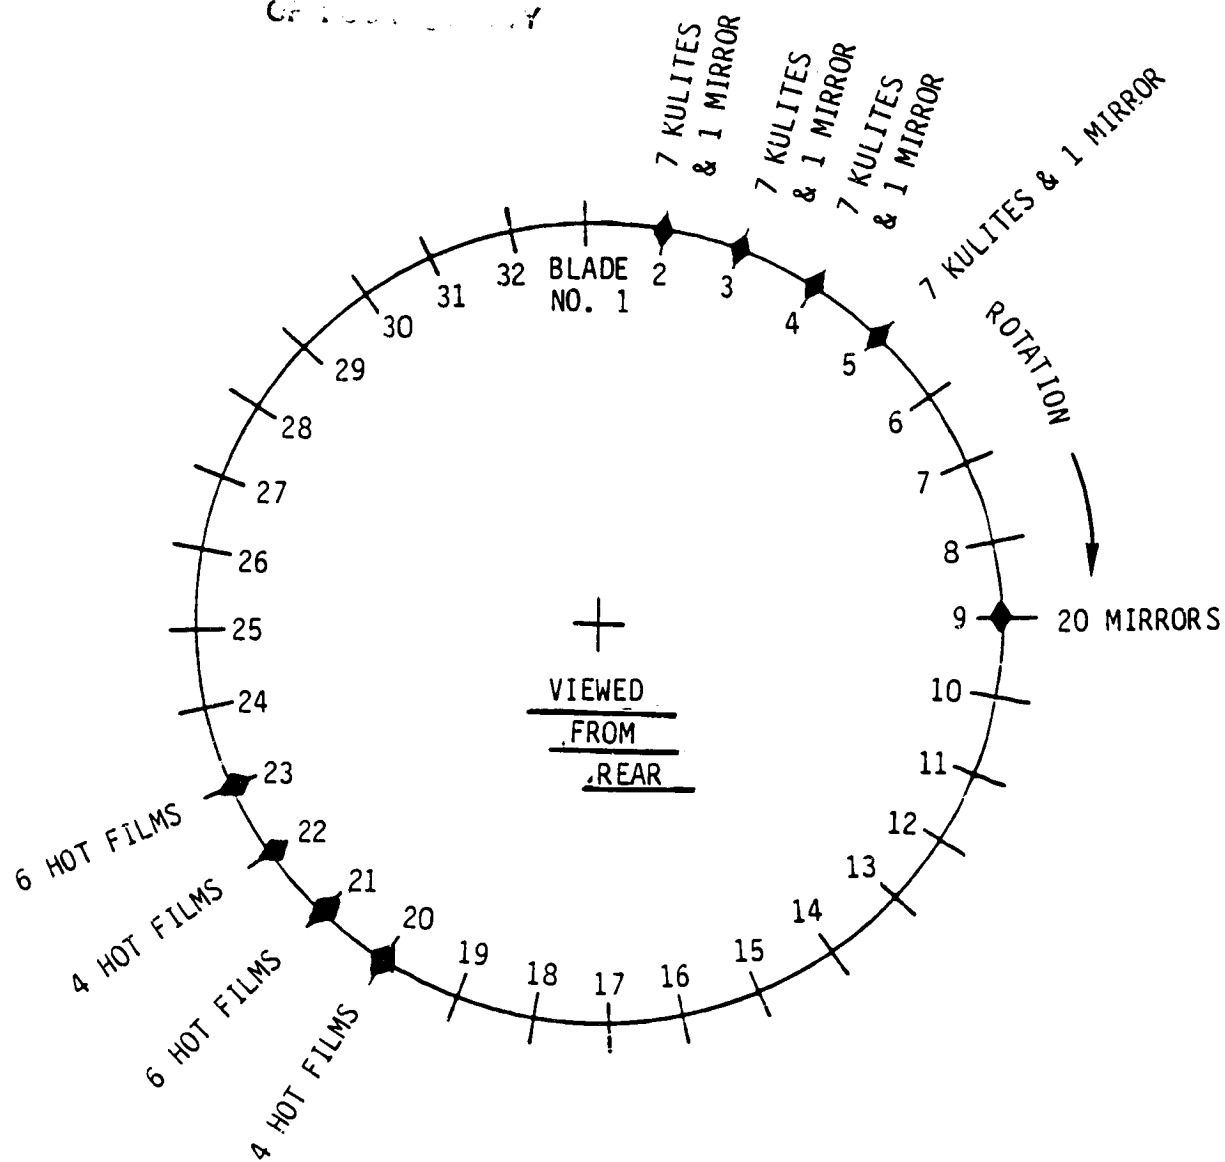 7 KULITES
& 1 MIRROR
7 KULITES
& 1 MIRROR
7 KULITES
& 1 MIRROR
7 KULITES & 1 MIRROR
ROTATION
BLADE
NO. 1
2
3
4
5
6
7
8
9
20 MIRRORS
10
11
12
13
14
15
16
17
18
19
20
4 HOT FILMS
21
6 HOT FILMS
22
4 HOT FILMS
23
6 HOT FILMS
24
25
26
27
28
29
30
31
32
VIEWED
FROM
REAR